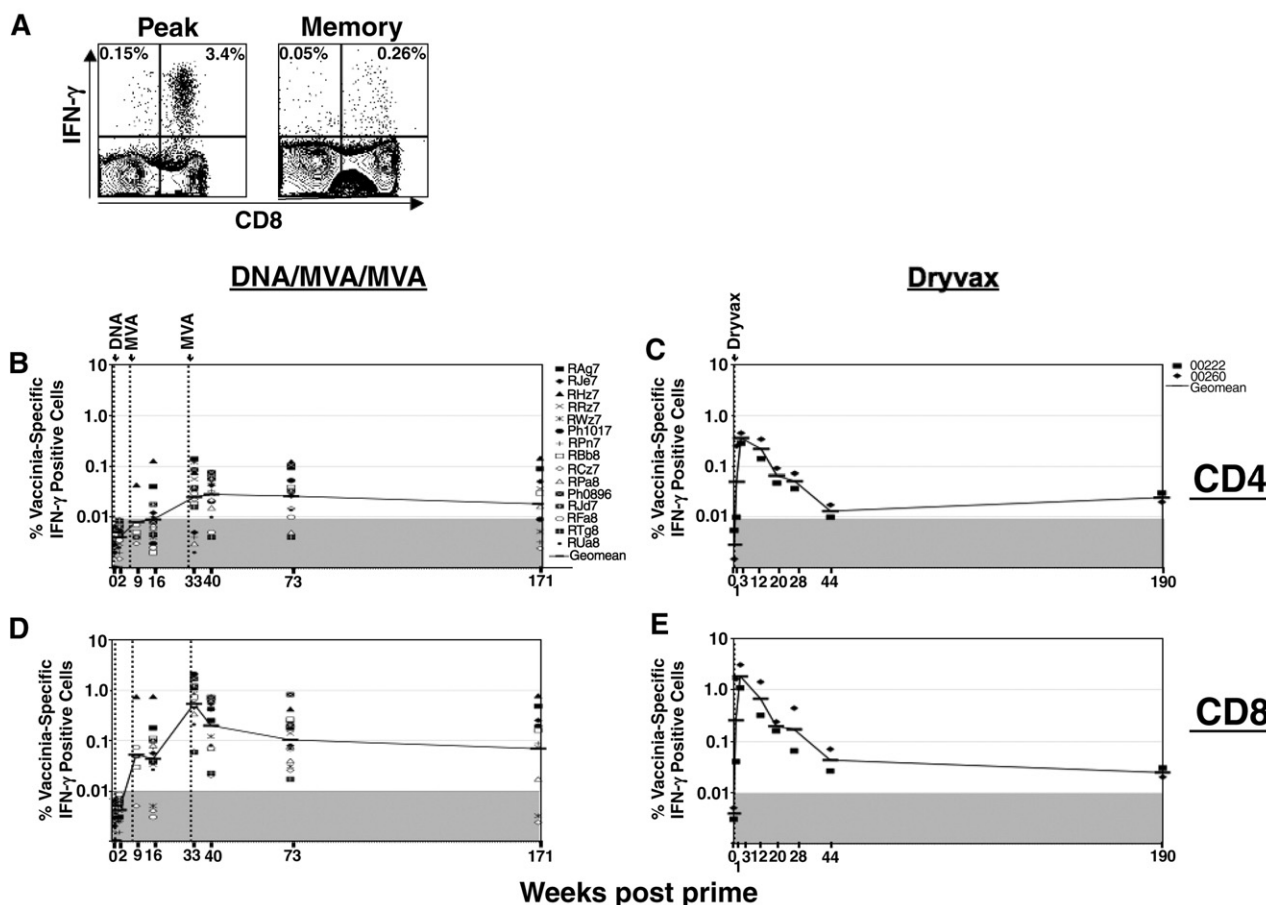 A
Peak
Memory
0.15%
3.4%
0.05%
0.26%
IFN-γ
CD8
DNA/MVA/MVA
Dryvax
DNA
MVA
MVA
B
% Vaccinia-Specific
IFN-γ Positive Cells
10
1.0
0.1
0.01
02
9
16
33
40
73
171
RAg7
RJe7
RHz7
RRz7
RWz7
Ph1017
RPn7
RBb8
RCz7
RPa8
Ph0896
RJd7
RFa8
RTg8
RUa8
Geomean
Dryvax
C
% Vaccinia-Specific
IFN-γ Positive Cells
10
1.0
0.1
0.01
0
1
3
12
20
28
44
190
00222
00260
Geomean
CD4
D
% Vaccinia-Specific
IFN-γ Positive Cells
10
1.0
0.1
0.01
02
9
16
33
40
73
171
E
% Vaccinia-Specific
IFN-γ Positive Cells
10
1.0
0.1
0.01
0
1
3
12
20
28
44
190
CD8
Weeks post prime